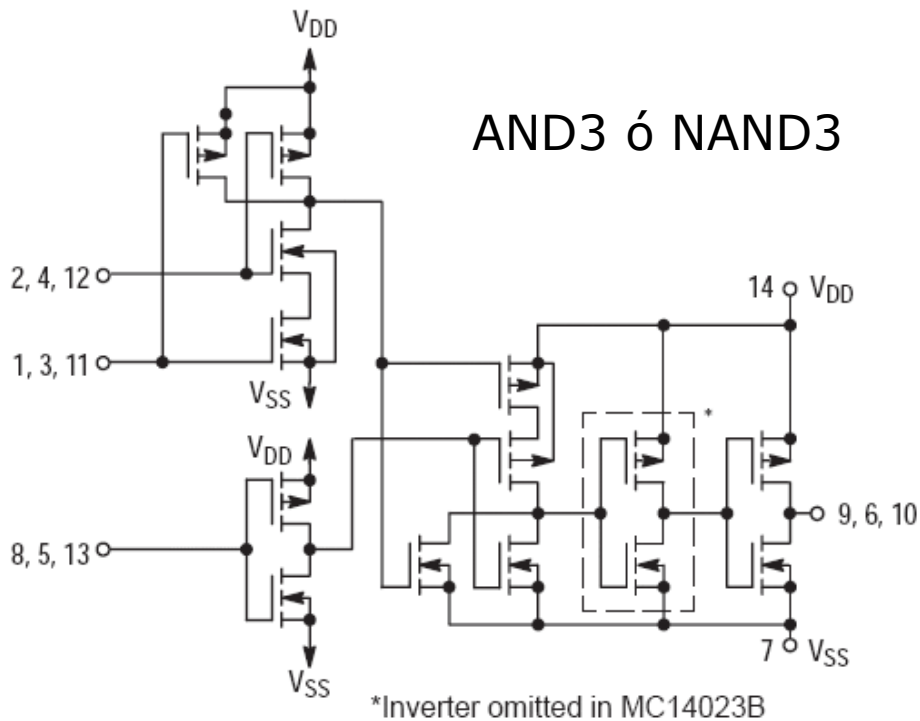 VDD
AND3 ó NAND3
2, 4, 12
14 VDD
1, 3, 11
VSS
*
VDD
9, 6, 10
8, 5, 13
7 VSS
VSS
*Inverter omitted in MC14023B